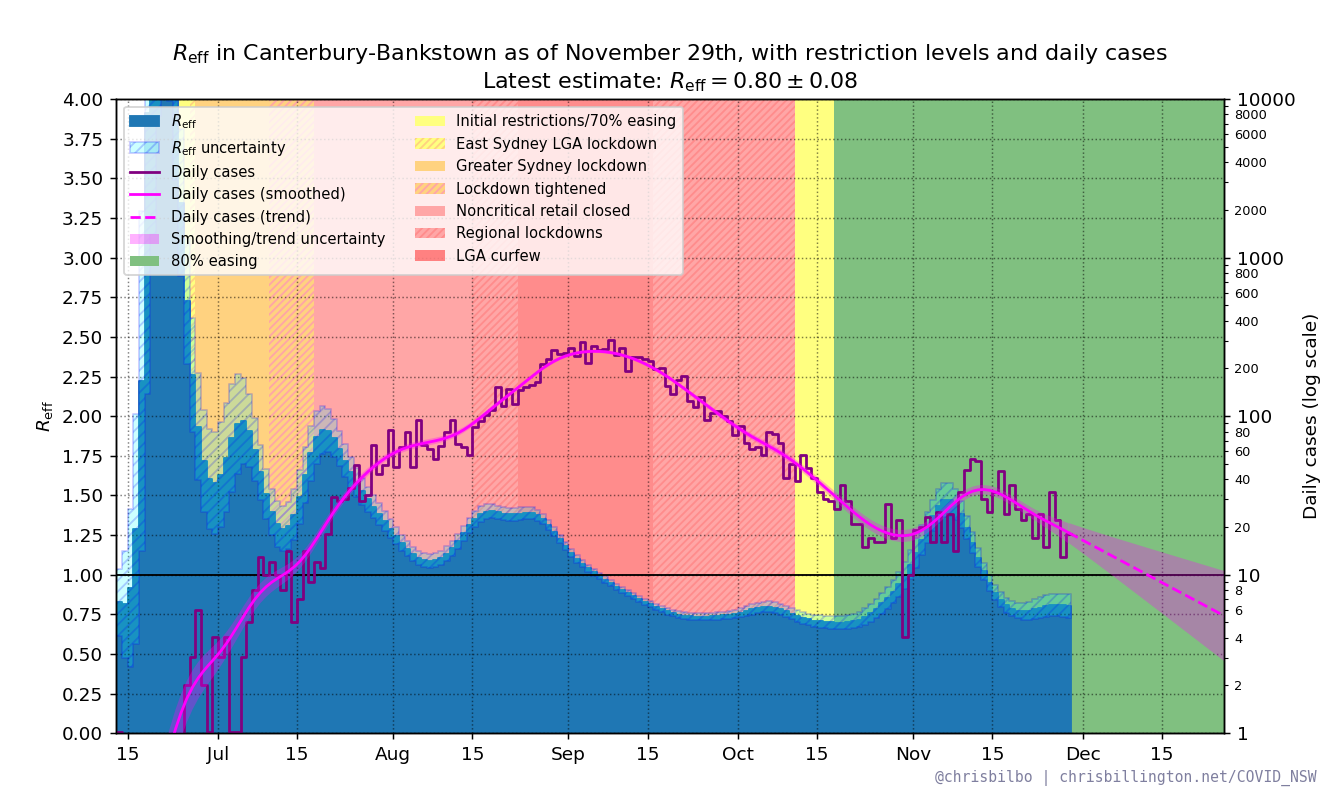 R_eff in Canterbury-Bankstown as of November 29th, with restriction levels and daily cases
Latest estimate: R_eff = 0.80 ± 0.08
4.00
3.75
3.50
3.25
3.00
2.75
2.50
2.25
2.00
1.75
1.50
1.25
1.00
0.75
0.50
0.25
0.00
R_eff
R_eff
R_eff uncertainty
Daily cases
Daily cases (smoothed)
Daily cases (trend)
Smoothing/trend uncertainty
80% easing
Initial restrictions/70% easing
East Sydney LGA lockdown
Greater Sydney lockdown
Lockdown tightened
Noncritical retail closed
Regional lockdowns
LGA curfew
10000
8000
6000
4000
2000
1000
800
600
400
200
100
80
60
40
20
10
8
6
4
2
1
Daily cases (log scale)
15 Jul 15 Aug 15 Sep 15 Oct 15 Nov 15 Dec 15
@chrisbilbo | chrisbillington.net/COVID_NSW